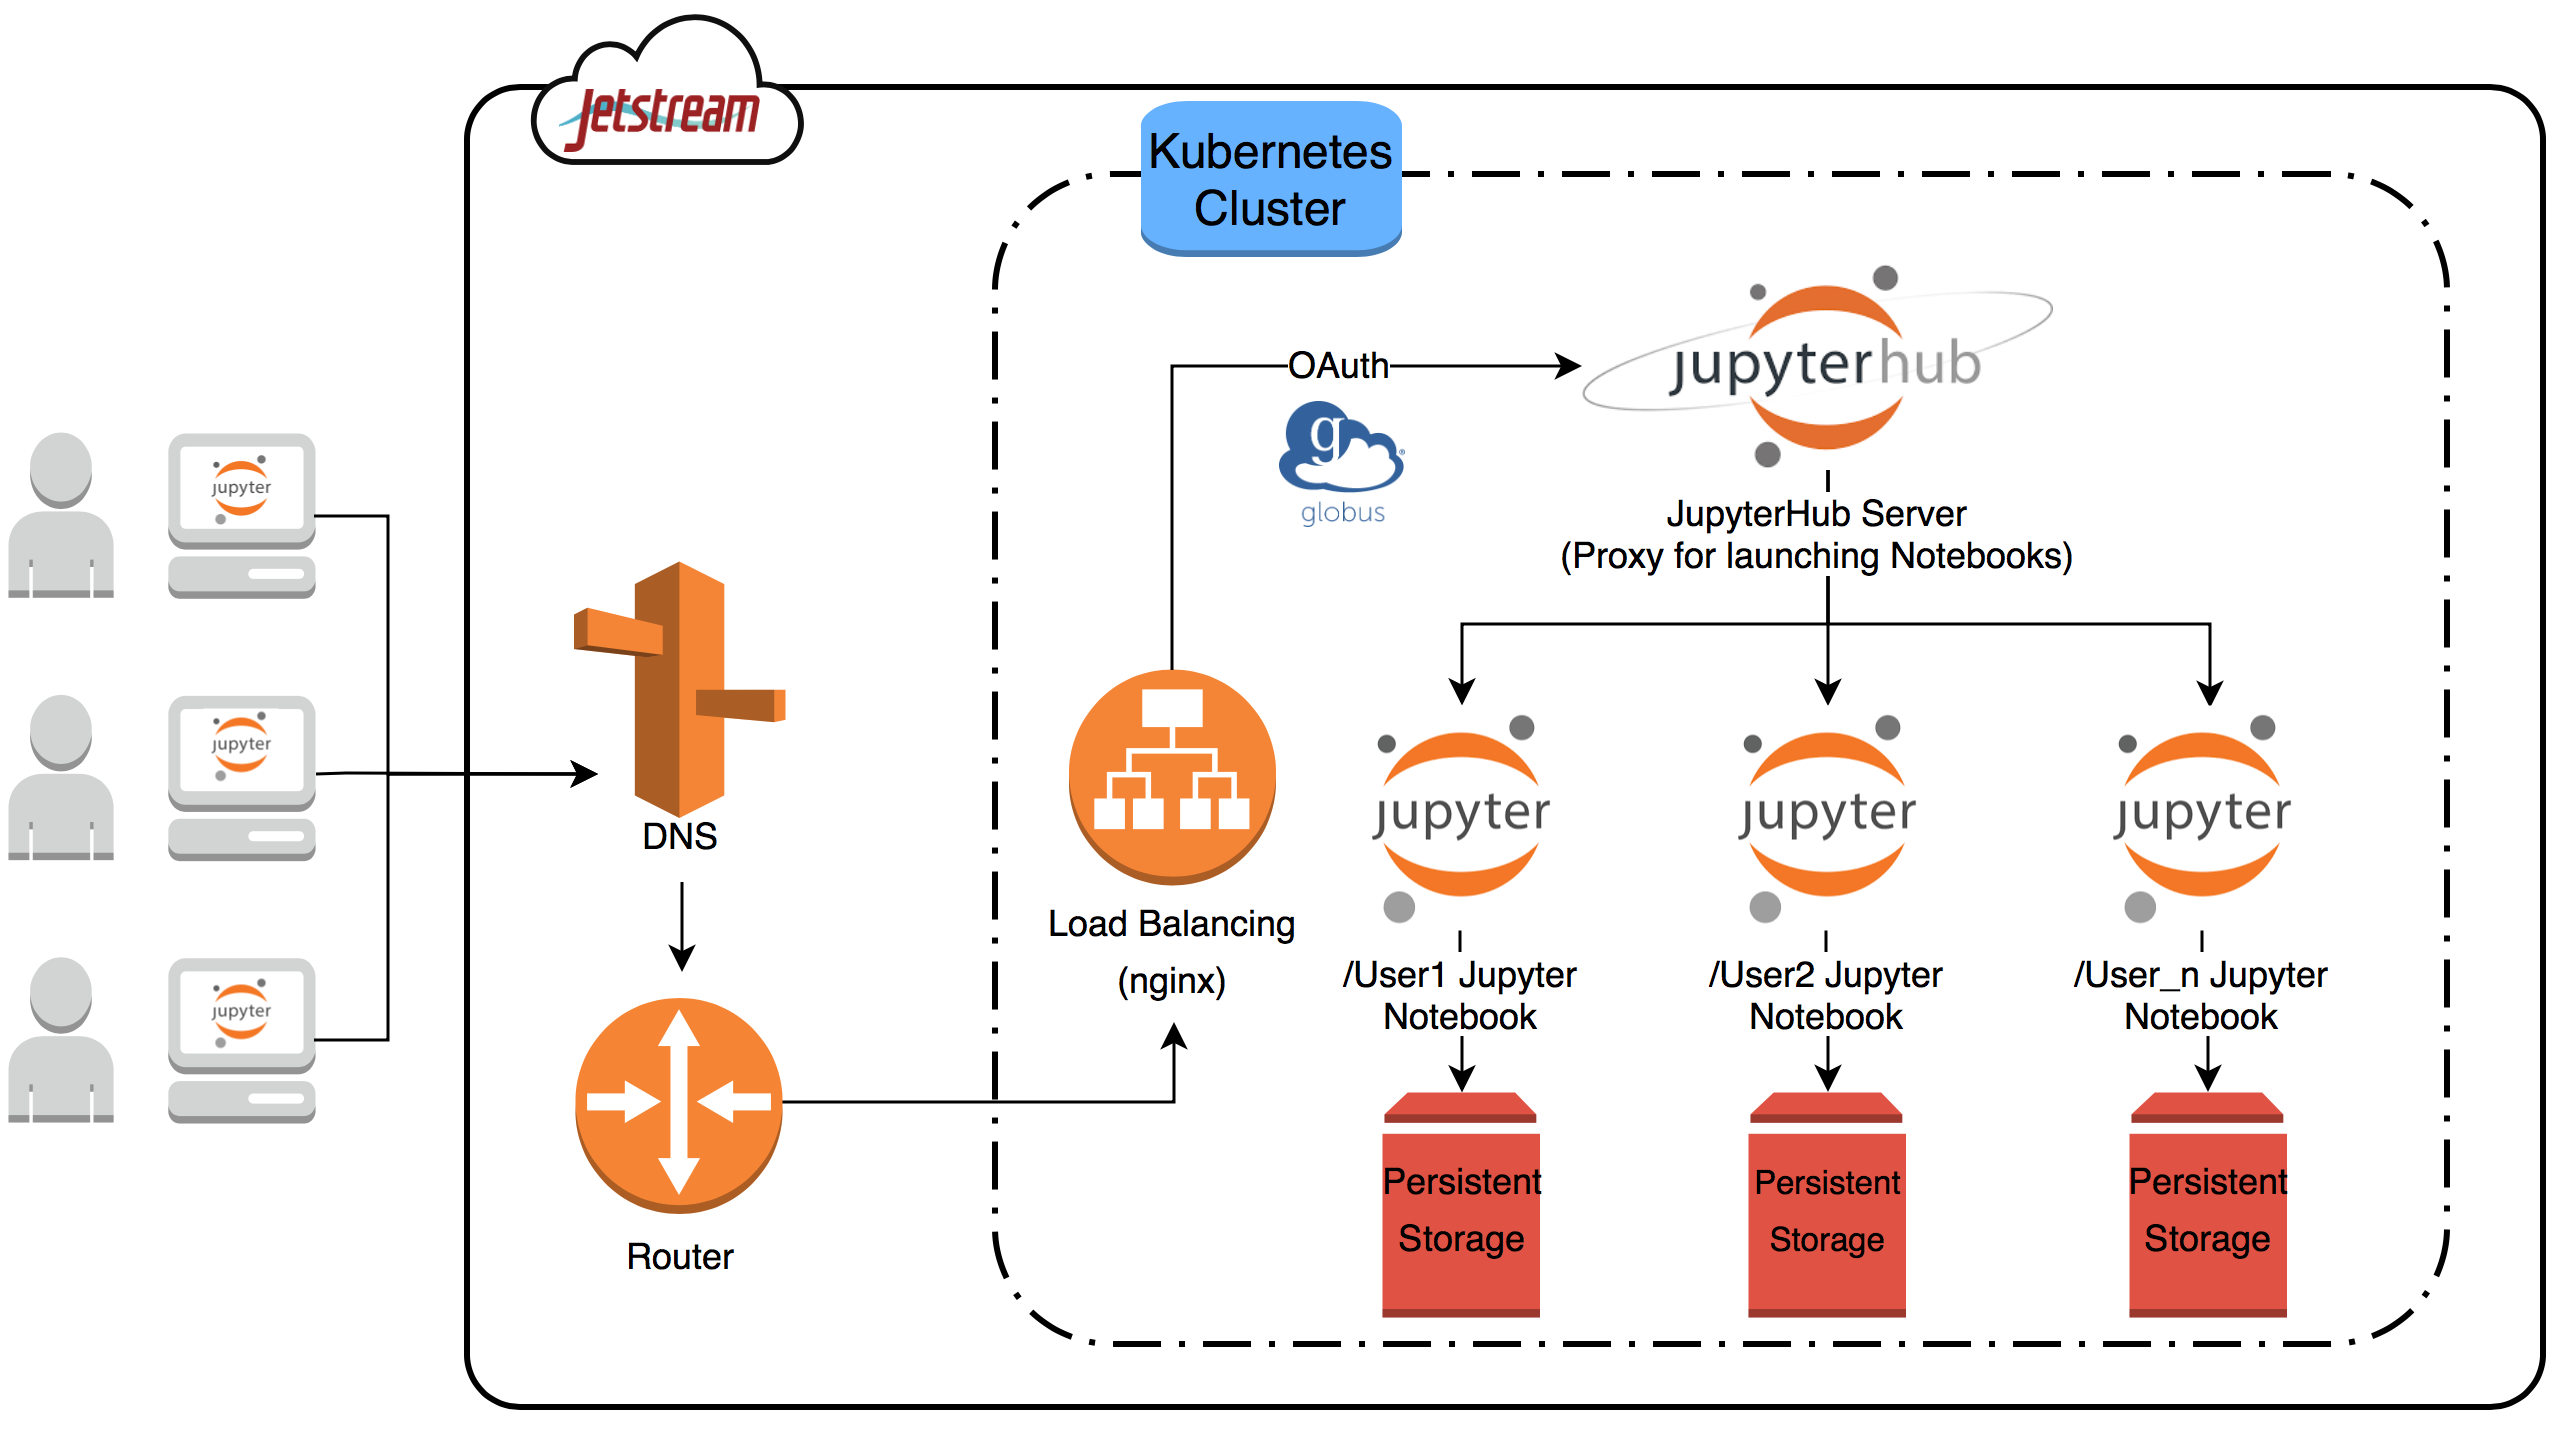 Jetstream
Kubernetes
Cluster
OAuth
jupyterhub
g
globus
JupyterHub Server
(Proxy for launching Notebooks)
jupyter
jupyter
jupyter
DNS
Router
Load Balancing
(nginx)
jupyter
jupyter
jupyter
/User1 Jupyter
Notebook
/User2 Jupyter
Notebook
/User_n Jupyter
Notebook
Persistent
Storage
Persistent
Storage
Persistent
Storage